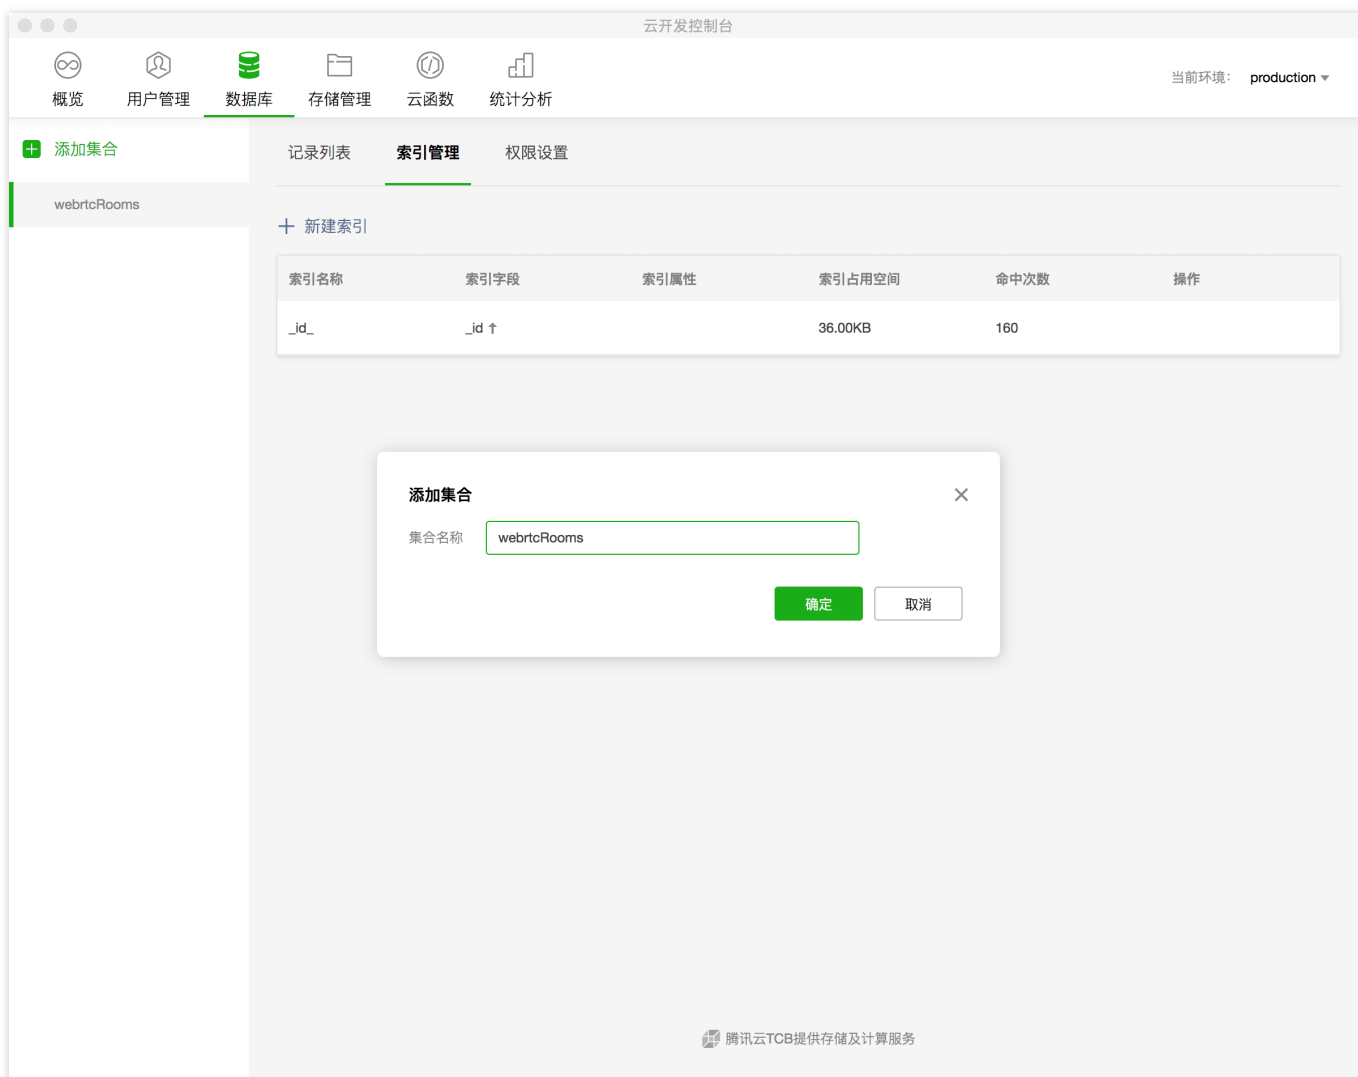 云开发控制台
概览 用户管理 数据库 存储管理 云函数 统计分析
当前环境： production
添加集合
webrtcRooms
记录列表 索引管理 权限设置
新建索引
索引名称 索引字段 索引属性 索引占用空间 命中次数 操作
_id_ _id 36.00KB 160
添加集合
集合名称 webrtcRooms
确定 取消
腾讯云TCB提供存储及计算服务